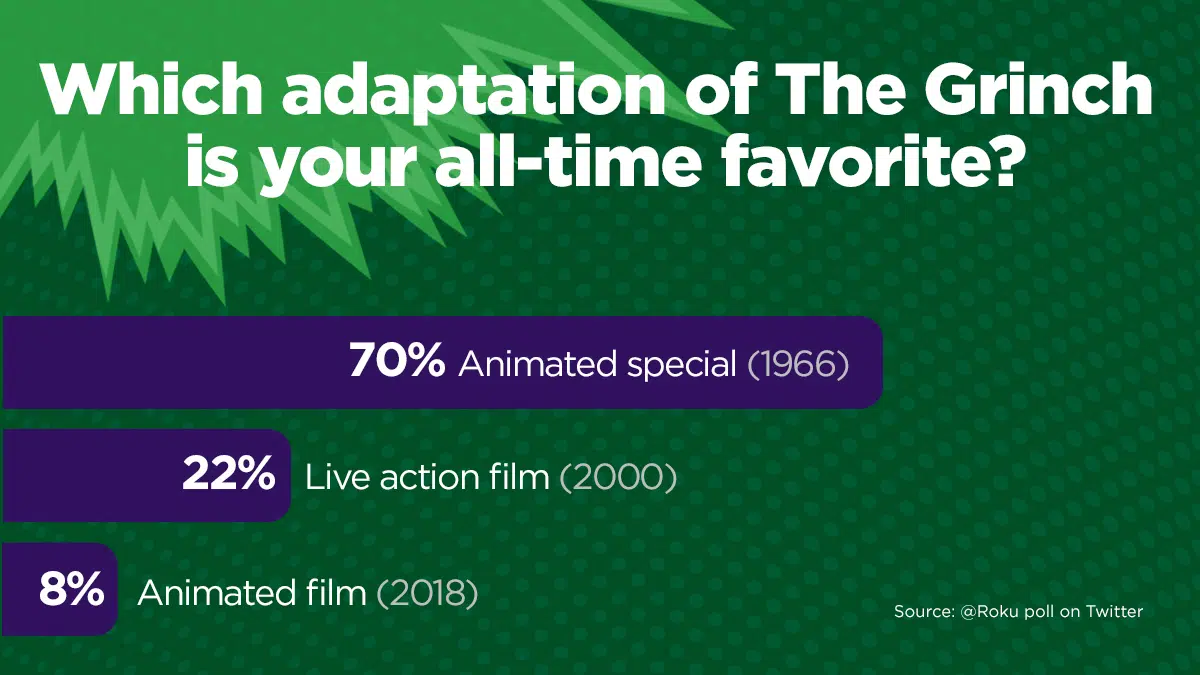 Which adaptation of The Grinch
is your all-time favorite?
70% Animated special (1966)
22% Live action film (2000)
8% Animated film (2018)
Source: @Roku poll on Twitter